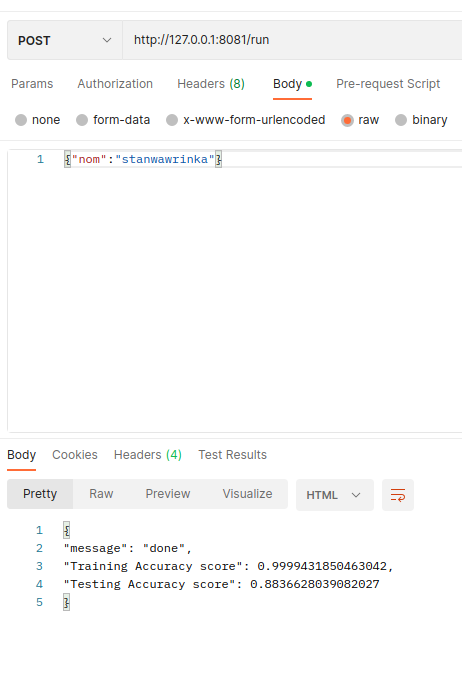 POST http://127.0.0.1:8081/run
Params Authorization Headers (8) Body Pre-request Script
none form-data x-www-form-urlencoded raw binary
1 {"nom":"stanwawrinka"}
Body Cookies Headers (4) Test Results
Pretty Raw Preview Visualize HTML
1 {
2 "message": "done",
3 "Training Accuracy score": 0.9999431850463042,
4 "Testing Accuracy score": 0.8836628039082027
5 }